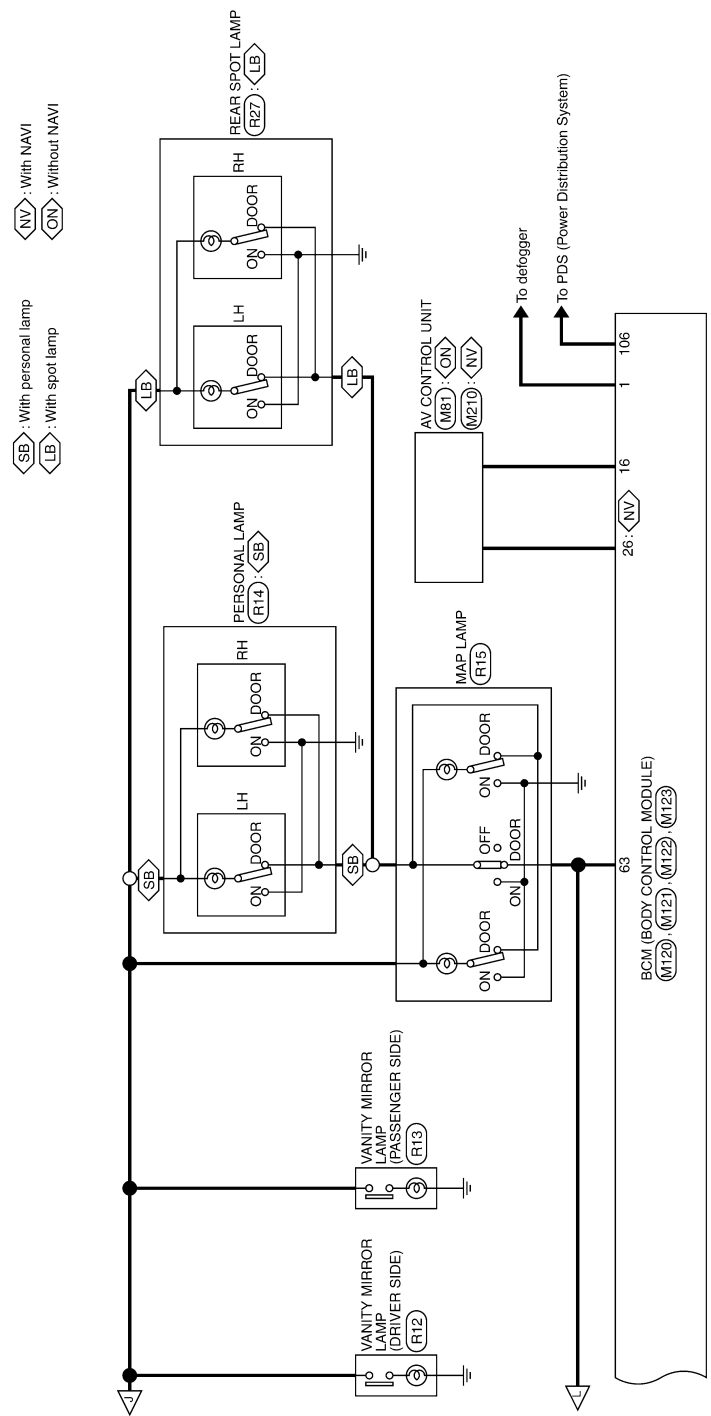 SB : With personal lamp
LB : With spot lamp
NV : With NAVI
ON : Without NAVI
J
SB
LB
PERSONAL LAMP
R14 : SB
LH
RH
ON
DOOR
ON
DOOR
SB
REAR SPOT LAMP
R27 : LB
LH
RH
ON
DOOR
ON
DOOR
LB
VANITY MIRROR
LAMP
(DRIVER SIDE)
R12
VANITY MIRROR
LAMP
(PASSENGER SIDE)
R13
MAP LAMP
R15
ON
DOOR
ON
OFF
DOOR
ON
DOOR
AV CONTROL UNIT
M81 : ON
M210 : NV
To defogger
To PDS (Power Distribution System)
L
63
26 : NV
16
1
106
BCM (BODY CONTROL MODULE)
M120 , M121 , M122 , M123